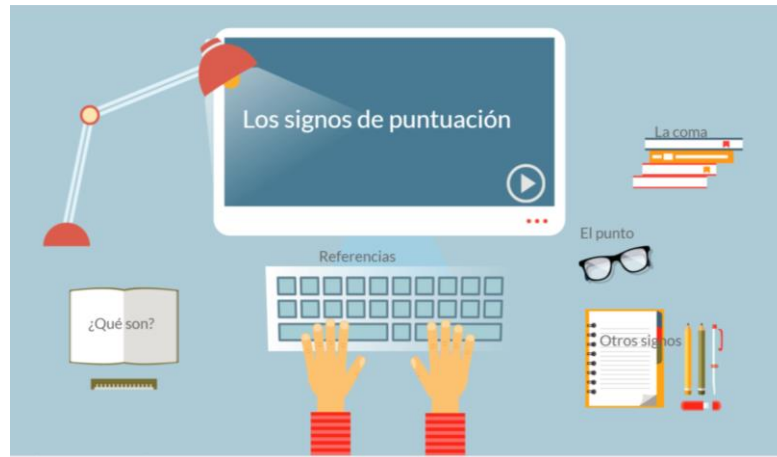 Los signos de puntuación
La coma
El punto
Referencias
¿Qué son?
Otros signos